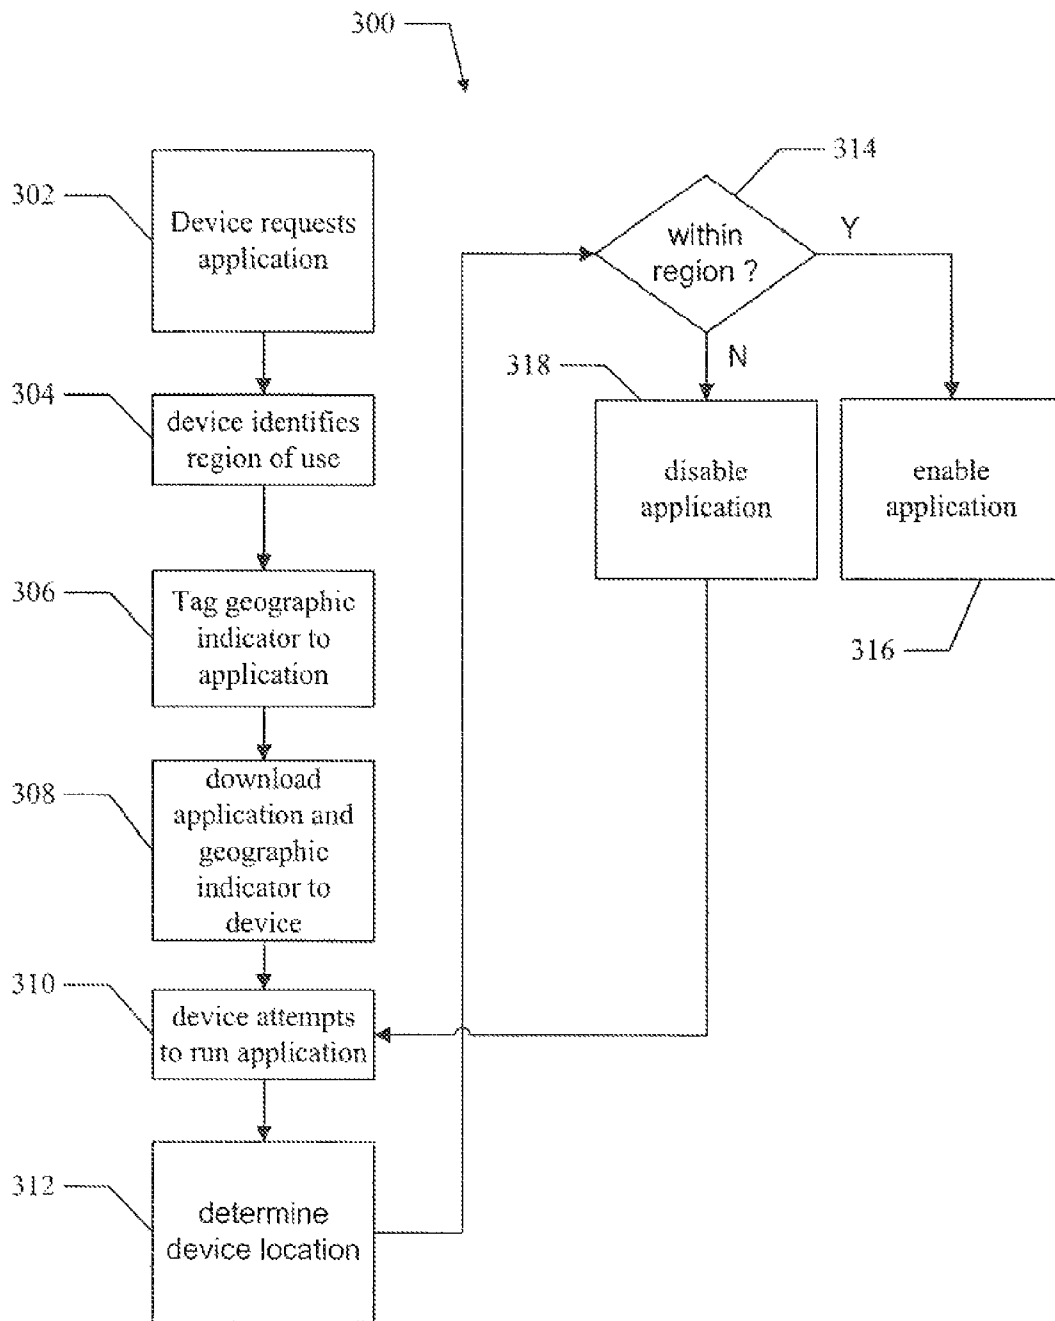 300
302
Device requests
application
304
device identifies
region of use
306
Tag geographic
indicator to
application
308
download
application and
geographic
indicator to
device
310
device attempts
to run application
312
determine
device location
314
within
region ?
Y
N
318
disable
application
enable
application
316